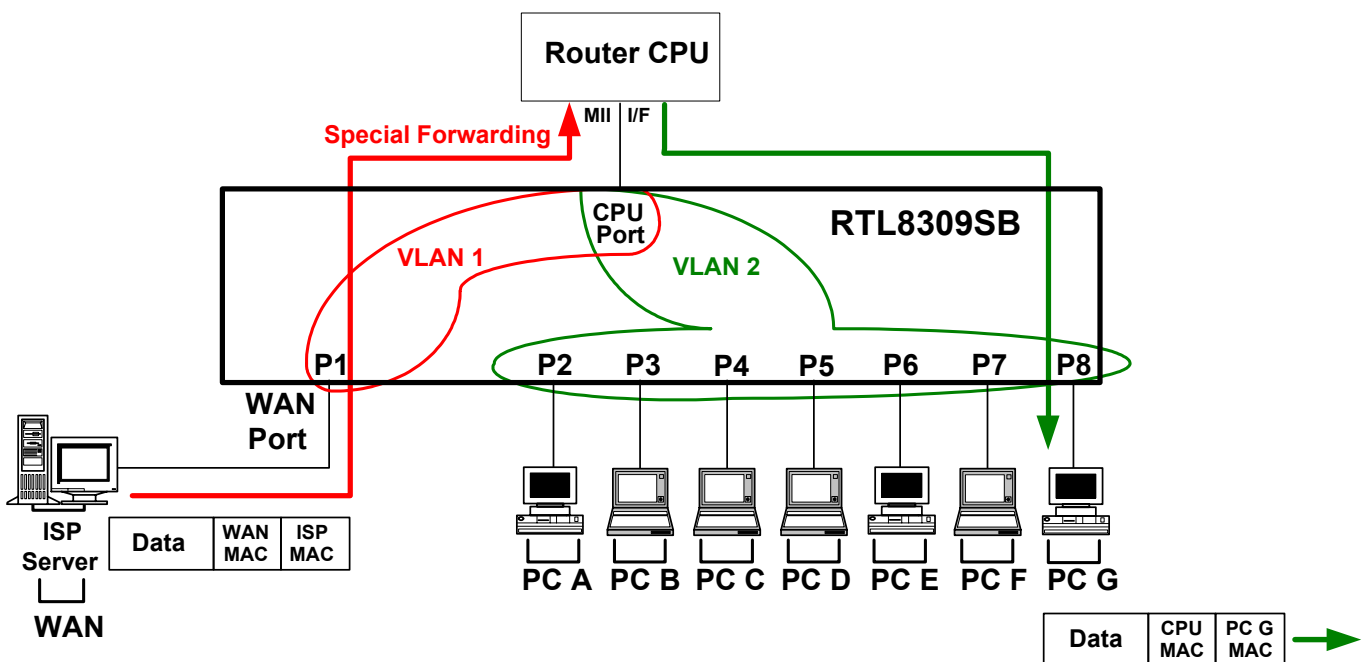 Router CPU
MII I/F
Special Forwarding
CPU
Port
RTL8309SB
VLAN 1
VLAN 2
P1 P2 P3 P4 P5 P6 P7 P8
WAN
Port
ISP
Server
WAN
Data
WAN
MAC
ISP
MAC
PC A PC B PC C PC D PC E PC F PC G
Data
CPU
MAC
PC G
MAC